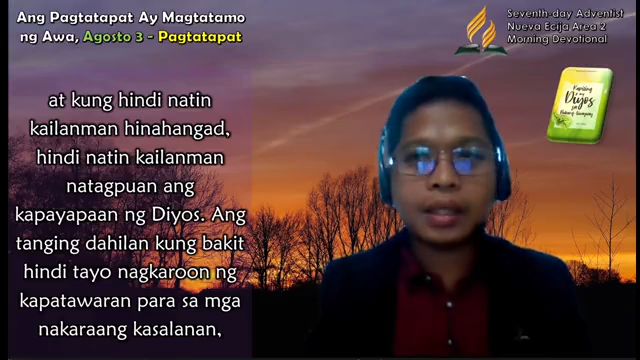 Ang Pagtatapat Ay Magtatamo
ng Awa, Agosto 3 - Pagtatapat
Seventh-day Adventist
Nueva Ecija Area 2
Morning Devotional
Diyos
at kung hindi natin
kailanman hinahangad,
hindi natin kailanman
natagpuan ang
kapayapaan ng Diyos. Ang
tanging dahilan kung bakit
hindi tayo nagkaroon ng
kapatawaran para sa mga
nakaraang kasalanan,